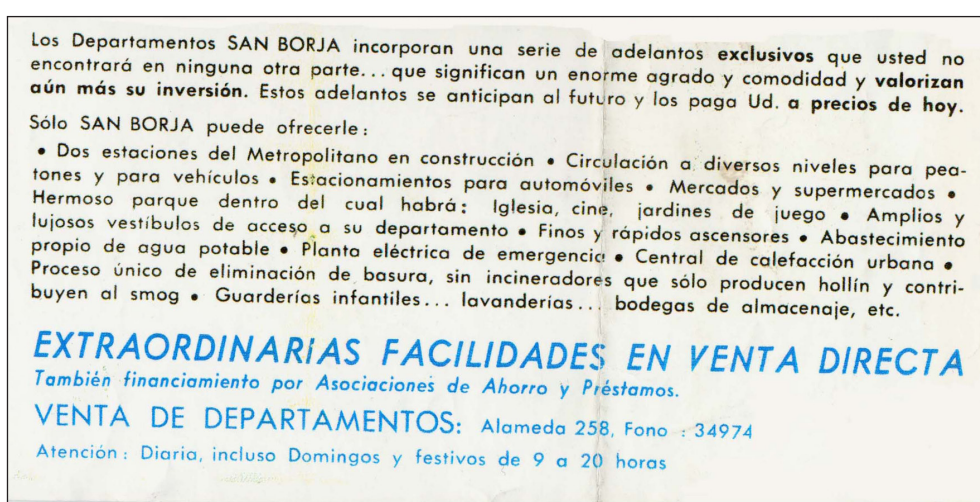 Los Departamentos SAN BORJA incorporan una serie de adelantos exclusivos que usted no
encontrará en ninguna otra parte... que significan un enorme agrado y comodidad y valorizan
aún más su inversión. Estos adelantos se anticipan al futuro y los paga Ud. a precios de hoy.
Sólo SAN BORJA puede ofrecerle:
• Dos estaciones del Metropolitano en construcción • Circulación a diversos niveles para pea-
tones y para vehículos • Estacionamientos para automóviles • Mercados y supermercados •
Hermoso parque dentro del cual habrá: Iglesia, cine, jardines de juego • Amplios y
lujosos vestíbulos de acceso a su departamento • Finos y rápidos ascensores • Abastecimiento
propio de agua potable • Planta eléctrica de emergencia • Central de calefacción urbana •
Proceso único de eliminación de basura, sin incineradores que sólo producen hollín y contri-
buyen al smog • Guarderías infantiles... lavanderías... bodegas de almacenaje, etc.
EXTRAORDINARIAS FACILIDADES EN VENTA DIRECTA
También financiamiento por Asociaciones de Ahorro y Préstamos.
VENTA DE DEPARTAMENTOS: Alameda 258, Fono : 34974
Atención: Diaria, incluso Domingos y festivos de 9 a 20 horas